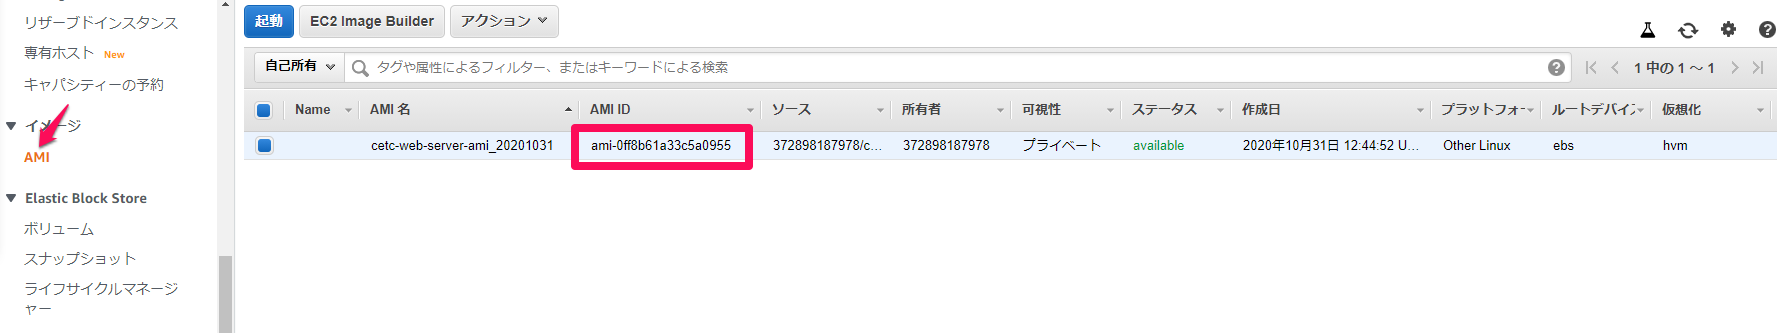 リザーブドインスタンス
専有ホスト New
キャパシティーの予約
イメージ
AMI
Elastic Block Store
ボリューム
スナップショット
ライフサイクルマネージ
ャー
起動 EC2 Image Builder アクション
自己所有 タグや属性によるフィルター、またはキーワードによる検索 1 中の 1 ~ 1
Name AMI 名 AMI ID ソース 所有者 可視性 ステータス 作成日 プラットフォー ルートデバイス 仮想化
cetc-web-server-ami_20201031 ami-0ff8b61a33c5a0955 372898187978/c... 372898187978 プライベート available 2020年10月31日 12:44:52 U... Other Linux ebs hvm